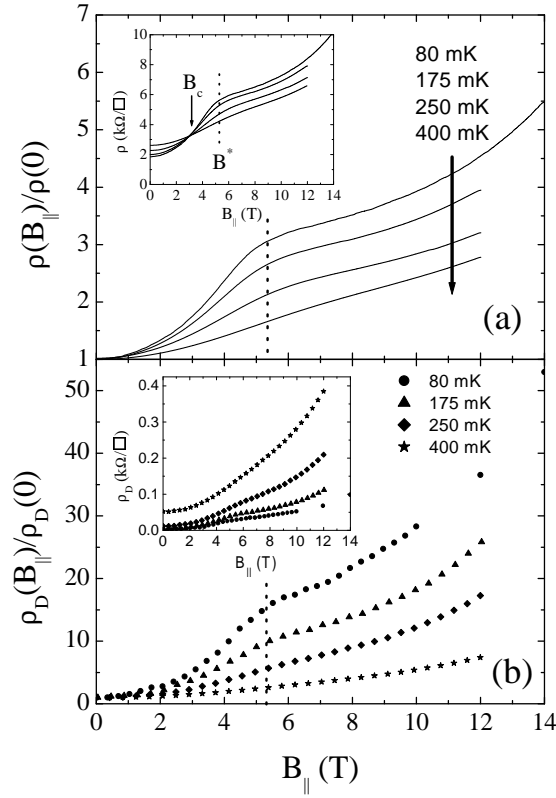 7
6
5
4
3
2
1
ρ(B||)/ρ(0)
10
8
6
4
2
0
ρ (kΩ/□)
B_c
B*
0 2 4 6 8 10 12 14
B|| (T)
80 mK
175 mK
250 mK
400 mK
(a)
50
40
30
20
10
0
ρ_D(B||)/ρ_D(0)
0.4
0.3
0.2
0.1
0.0
ρ_D (kΩ/□)
0 2 4 6 8 10 12 14
B|| (T)
80 mK
175 mK
250 mK
400 mK
(b)
0 2 4 6 8 10 12 14
B|| (T)